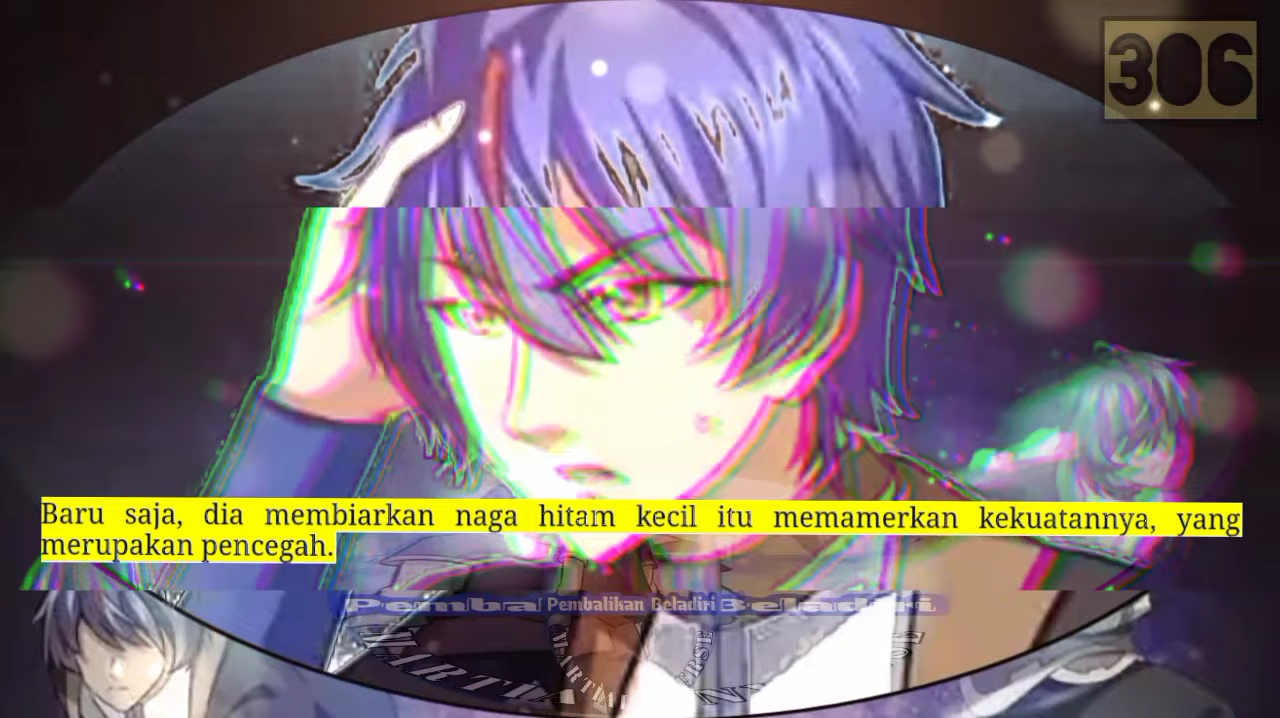 306
Baru saja, dia membiarkan naga hitam kecil itu memamerkan kekuatannya, yang
merupakan pencegah.
Pembalikan Beladiri